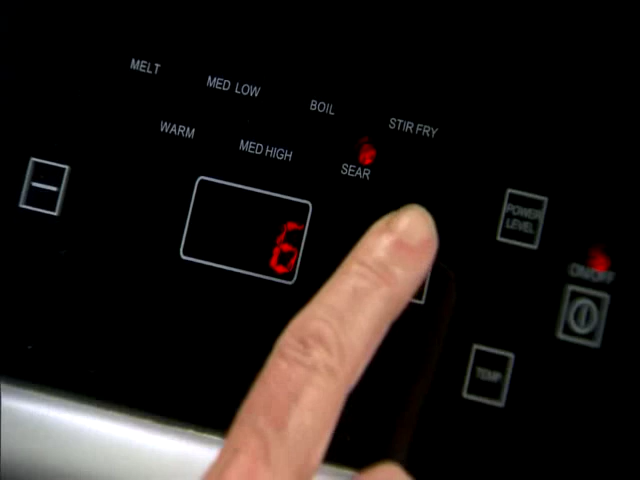 MELT
MED LOW
BOIL
STIR FRY
WARM
MED HIGH
SEAR
POWER
LEVEL
6
ON/OFF
TEMP